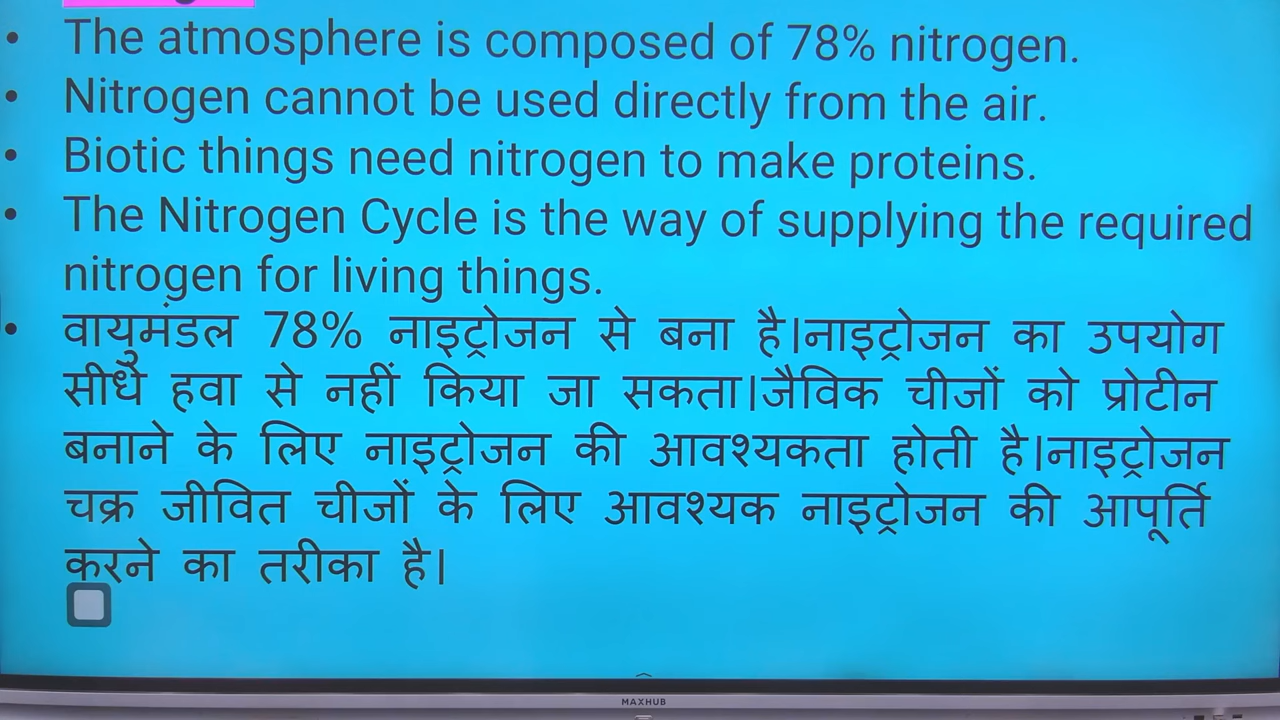 • The atmosphere is composed of 78% nitrogen.
• Nitrogen cannot be used directly from the air.
• Biotic things need nitrogen to make proteins.
• The Nitrogen Cycle is the way of supplying the required
nitrogen for living things.
• वायुमंडल 78% नाइट्रोजन से बना है।नाइट्रोजन का उपयोग
सीधे हवा से नहीं किया जा सकता।जैविक चीजों को प्रोटीन
बनाने के लिए नाइट्रोजन की आवश्यकता होती है।नाइट्रोजन
चक्र जीवित चीजों के लिए आवश्यक नाइट्रोजन की आपूर्ति
करने का तरीका है।
MAXHUB